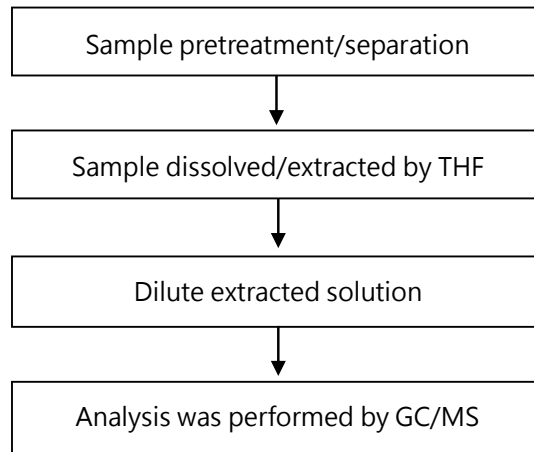 Sample pretreatment/separation
Sample dissolved/extracted by THF
Dilute extracted solution
Analysis was performed by GC/MS